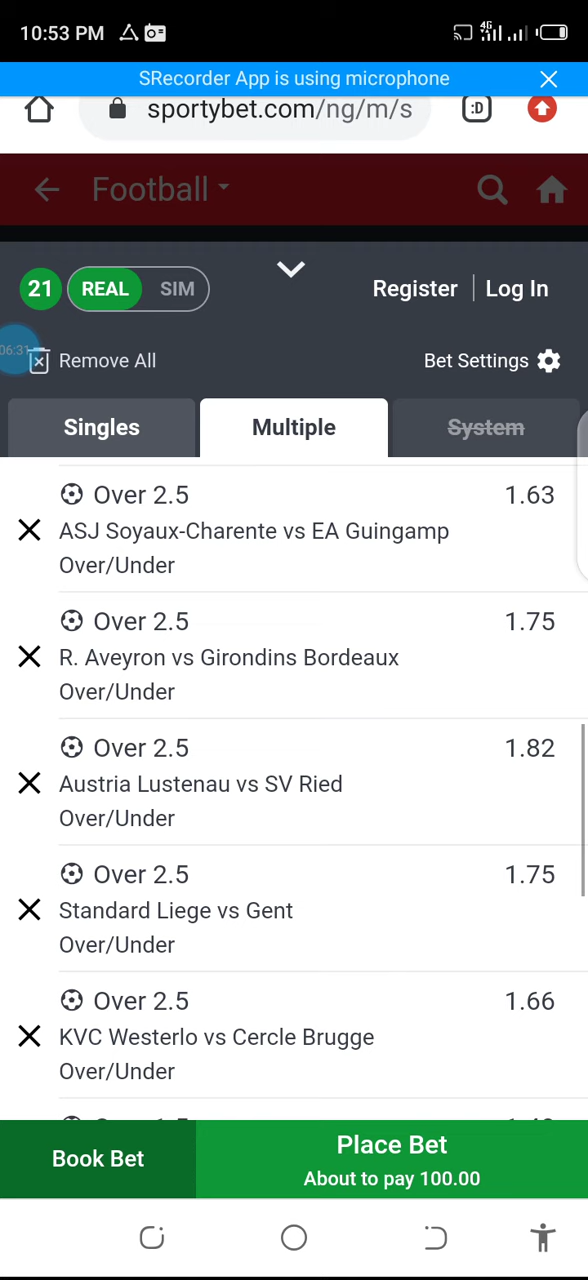 10:53 PM
4G
SRecorder App is using microphone
sportybet.com/ng/m/s
:D
Football
21 REAL SIM Register Log In
06:31
Remove All Bet Settings
Singles Multiple System
Over 2.5 1.63
ASJ Soyaux-Charente vs EA Guingamp
Over/Under
Over 2.5 1.75
R. Aveyron vs Girondins Bordeaux
Over/Under
Over 2.5 1.82
Austria Lustenau vs SV Ried
Over/Under
Over 2.5 1.75
Standard Liege vs Gent
Over/Under
Over 2.5 1.66
KVC Westerlo vs Cercle Brugge
Over/Under
Book Bet
Place Bet
About to pay 100.00